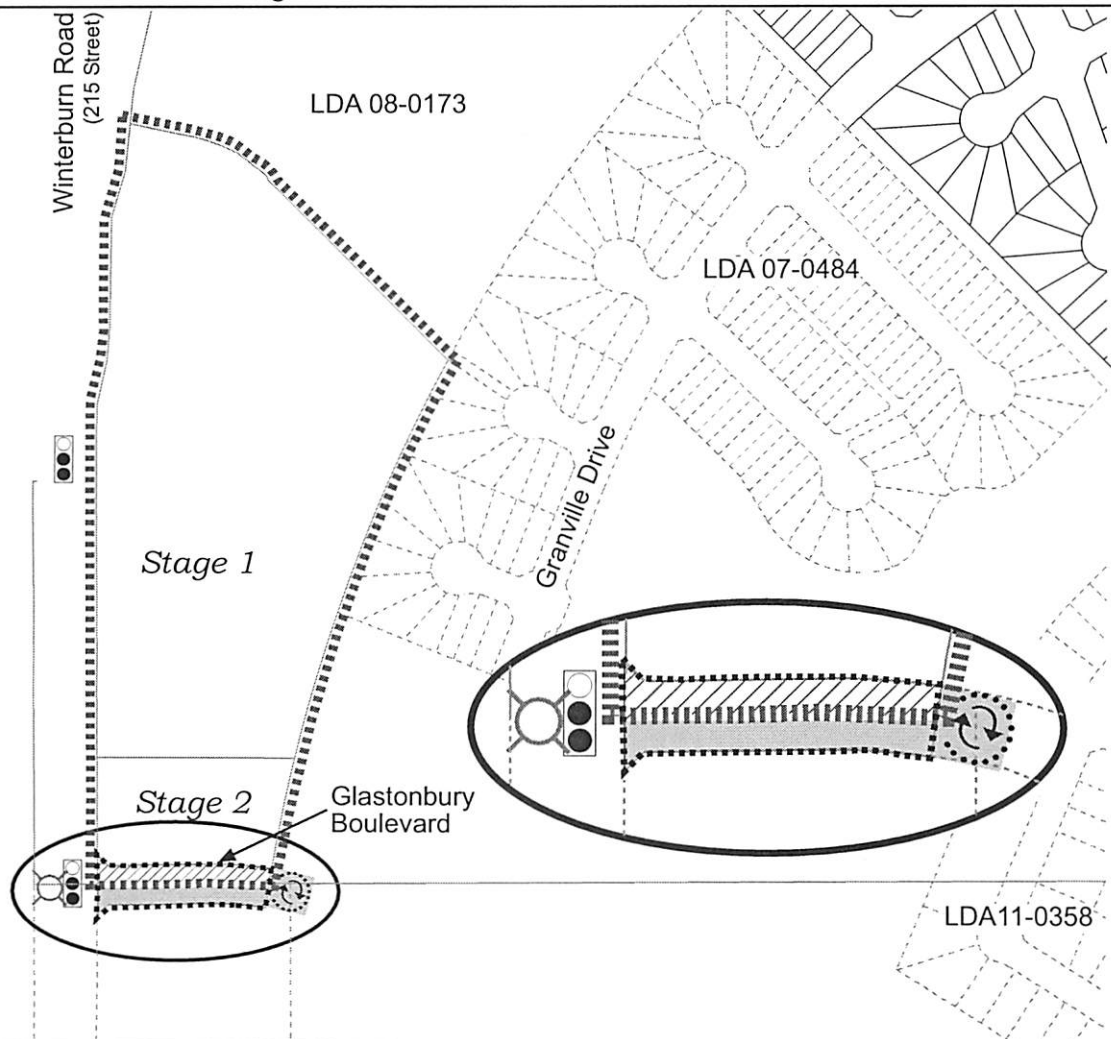 Winterburn Road
(215 Street)
LDA 08-0173
LDA 07-0484
Granville Drive
Stage 1
Stage 2
Glastonbury
Boulevard
LDA11-0358